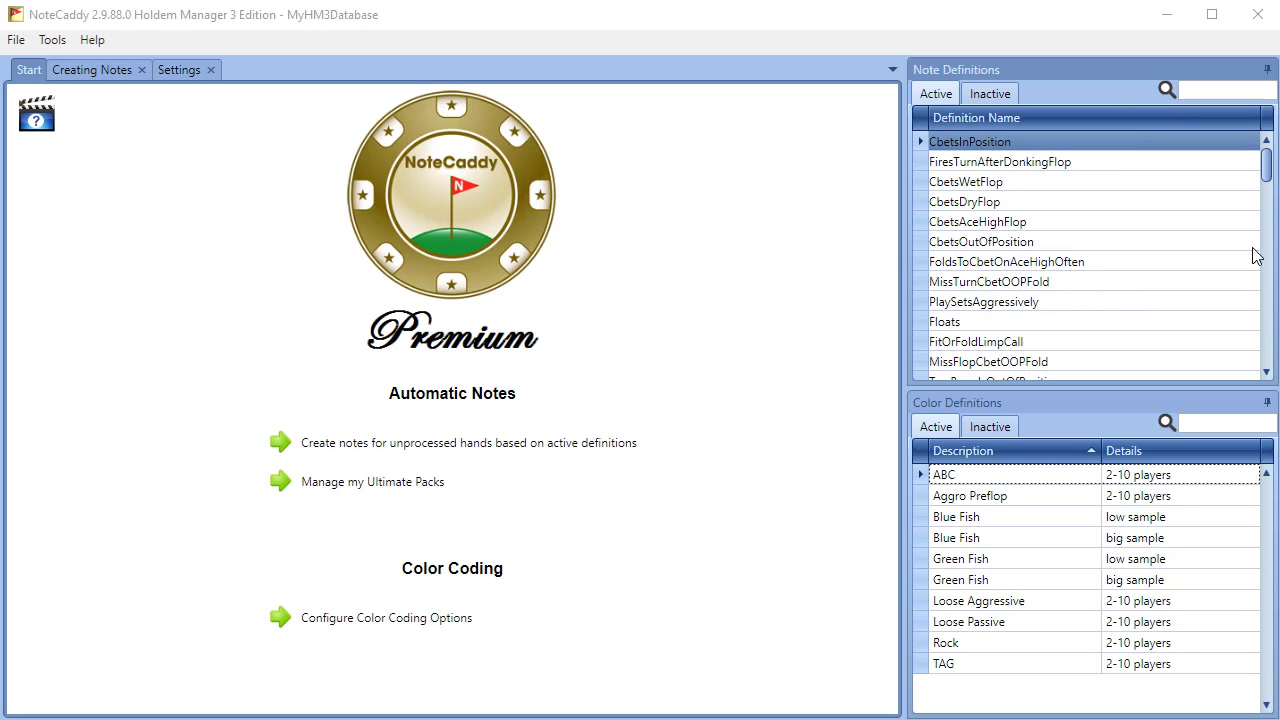 NoteCaddy 2.9.88.0 Holdem Manager 3 Edition - MyHM3Database
File Tools Help
Start Creating Notes Settings
NoteCaddy
N
Premium
Automatic Notes
Create notes for unprocessed hands based on active definitions
Manage my Ultimate Packs
Color Coding
Configure Color Coding Options
Note Definitions
Active Inactive
Definition Name
CbetsInPosition
FiresTurnAfterDonkingFlop
CbetsWetFlop
CbetsDryFlop
CbetsAceHighFlop
CbetsOutOfPosition
FoldsToCbetOnAceHighOften
MissTurnCbetOOPFold
PlaySetsAggressively
Floats
FitOrFoldLimpCall
MissFlopCbetOOPFold
Color Definitions
Active Inactive
Description Details
ABC 2-10 players
Aggro Preflop 2-10 players
Blue Fish low sample
Blue Fish big sample
Green Fish low sample
Green Fish big sample
Loose Aggressive 2-10 players
Loose Passive 2-10 players
Rock 2-10 players
TAG 2-10 players